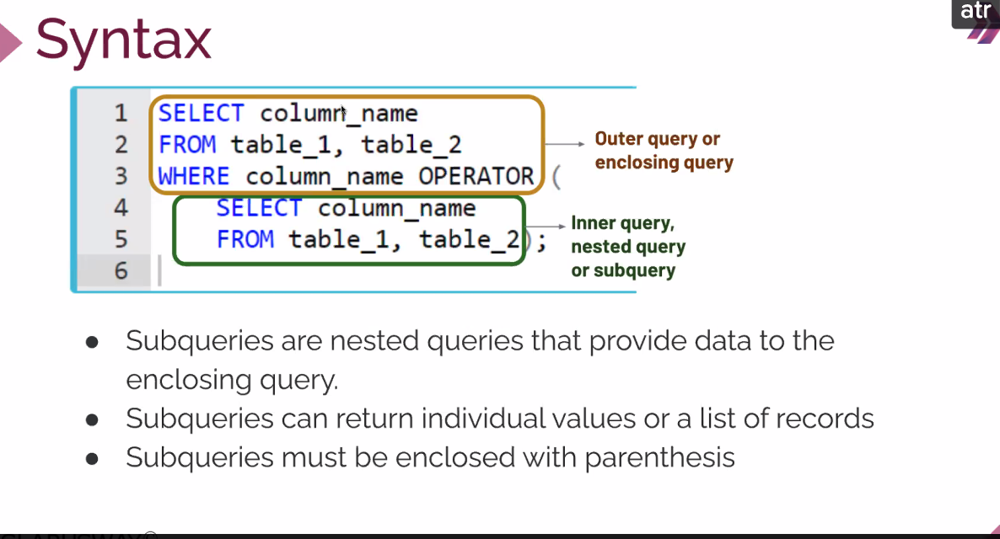 atr
Syntax
1 SELECT column_name
2 FROM table_1, table_2
3 WHERE column_name OPERATOR (
4 SELECT column_name
5 FROM table_1, table_2);
6
Outer query or
enclosing query
Inner query,
nested query
or subquery
● Subqueries are nested queries that provide data to the
enclosing query.
● Subqueries can return individual values or a list of records
● Subqueries must be enclosed with parenthesis